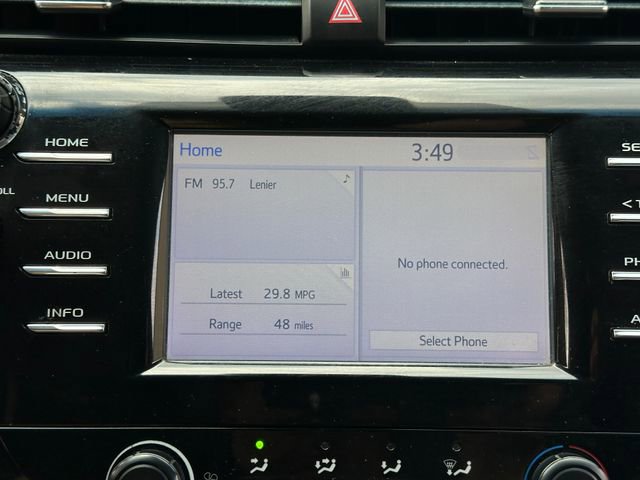 Home 3:49
HOME
MENU
AUDIO
INFO
FM 95.7 Lenier
Latest 29.8 MPG
Range 48 miles
No phone connected.
Select Phone